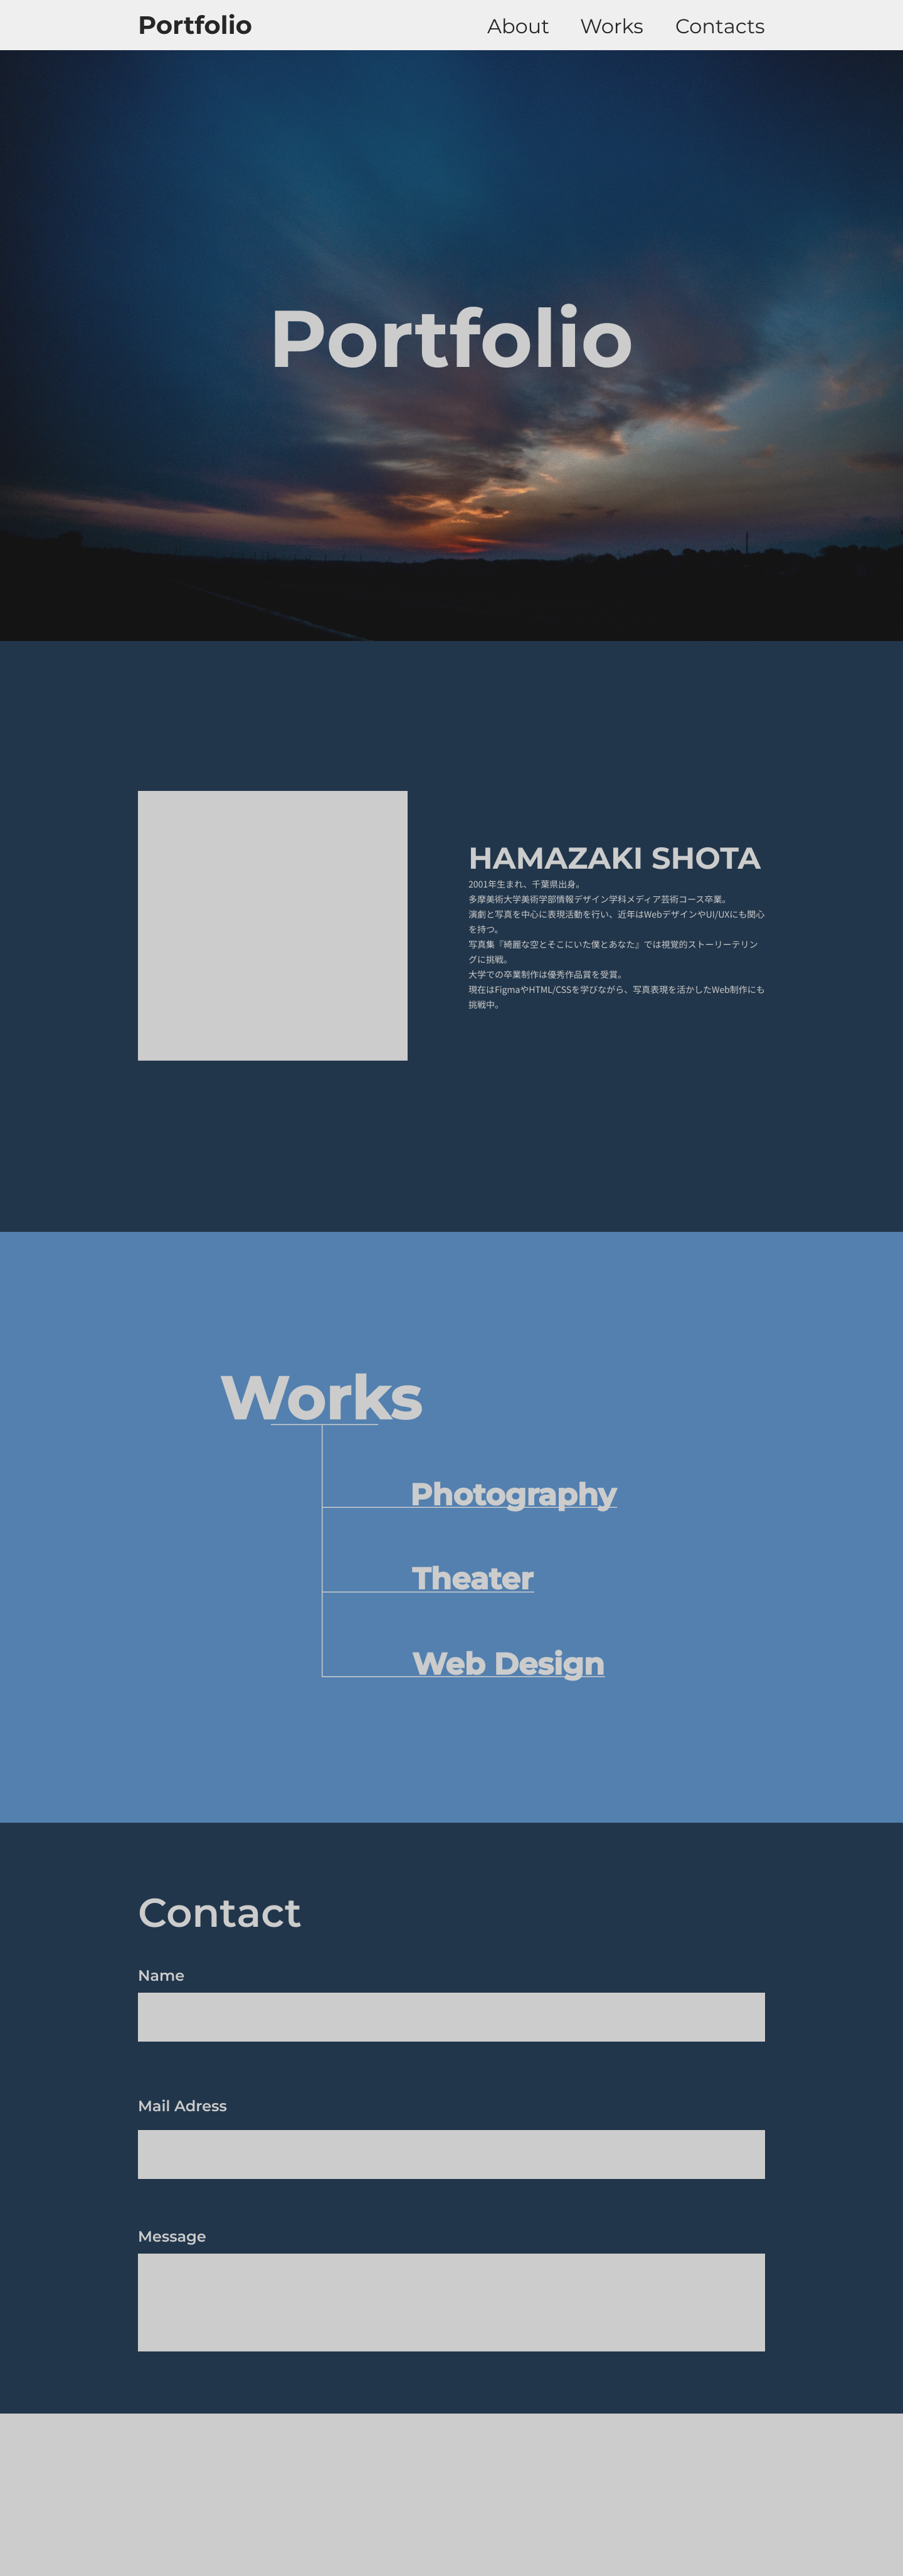 Portfolio
About Works Contacts
Portfolio
HAMAZAKI SHOTA
2001年生まれ、千葉県出身。
多摩美術大学美術学部情報デザイン学科メディア芸術コース卒業。
演劇と写真を中心に表現活動を行い、近年はWebデザインやUI/UXにも関心
を持つ。
写真集『綺麗な空とそこにいた僕とあなた』では視覚的ストーリーテリン
グに挑戦。
大学での卒業制作は優秀作品賞を受賞。
現在はFigmaやHTML/CSSを学びながら、写真表現を活かしたWeb制作にも
挑戦中。
Works
Photography
Theater
Web Design
Contact
Name
Mail Adress
Message